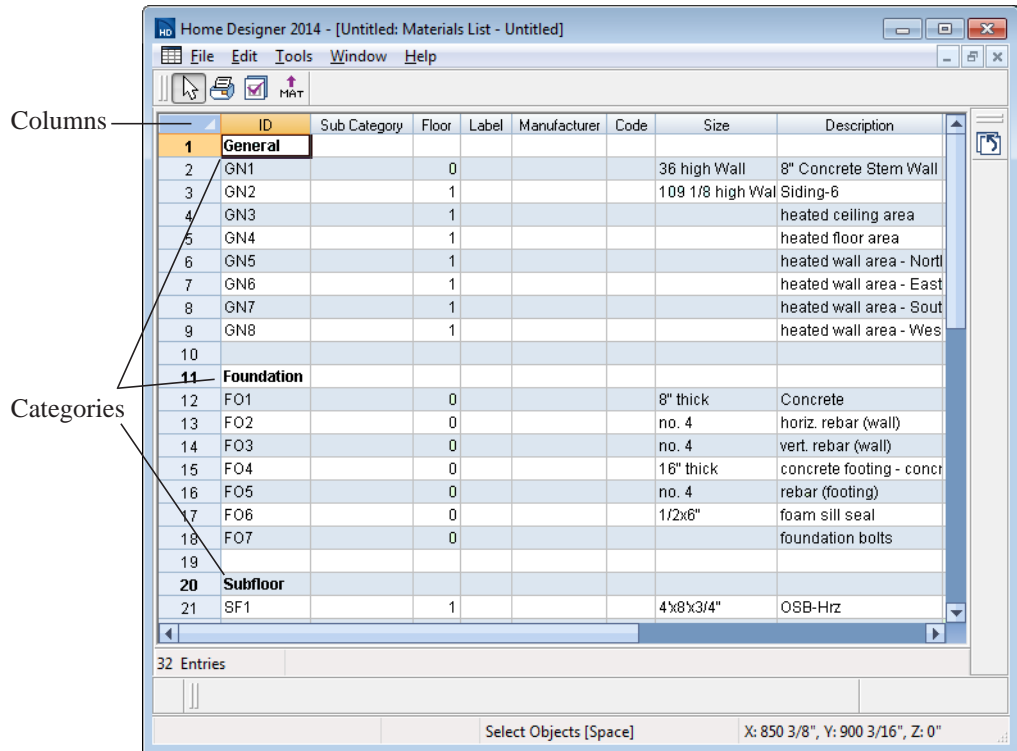 HD Home Designer 2014 - [Untitled: Materials List - Untitled]
File Edit Tools Window Help
MAT
Columns
ID Sub Category Floor Label Manufacturer Code Size Description
1 General
2 GN1 0 36 high Wall 8" Concrete Stem Wall
3 GN2 1 109 1/8 high Wal Siding-6
4 GN3 1 heated ceiling area
5 GN4 1 heated floor area
6 GN5 1 heated wall area - Nortl
7 GN6 1 heated wall area - East
8 GN7 1 heated wall area - Sout
9 GN8 1 heated wall area - Wes
10
11 Foundation
Categories
12 FO1 0 8" thick Concrete
13 FO2 0 no. 4 horiz. rebar (wall)
14 FO3 0 no. 4 vert. rebar (wall)
15 FO4 0 16" thick concrete footing - concr
16 FO5 0 no. 4 rebar (footing)
17 FO6 0 1/2x6" foam sill seal
18 FO7 0 foundation bolts
19
20 Subfloor
21 SF1 1 4'x8'x3/4" OSB-Hrz
32 Entries
Select Objects [Space] X: 850 3/8", Y: 900 3/16", Z: 0"